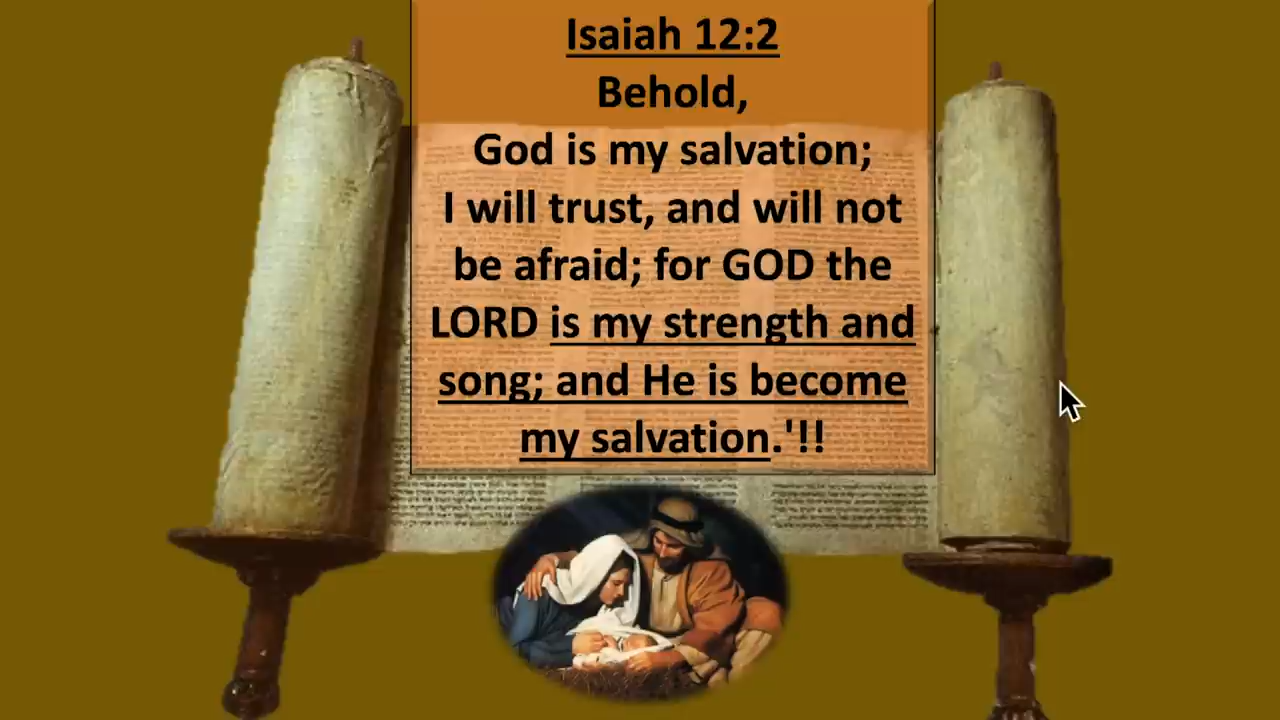 Isaiah 12:2
Behold,
God is my salvation;
I will trust, and will not
be afraid; for GOD the
LORD is my strength and
song; and He is become
my salvation.'!!